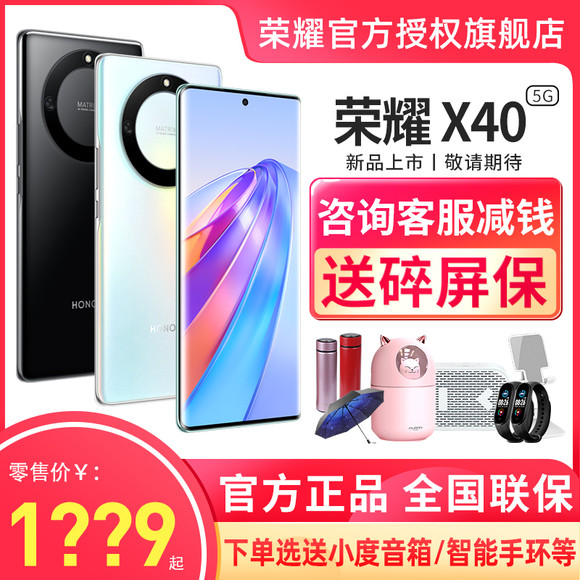 荣耀官方授权旗舰店
荣耀 X40 5G
新品上市 | 敬请期待
咨询客服减钱
送碎屏保
MATRIX
HONOR
零售价¥：
1??9起
官方正品 全国联保
下单选送小度音箱/智能手环等